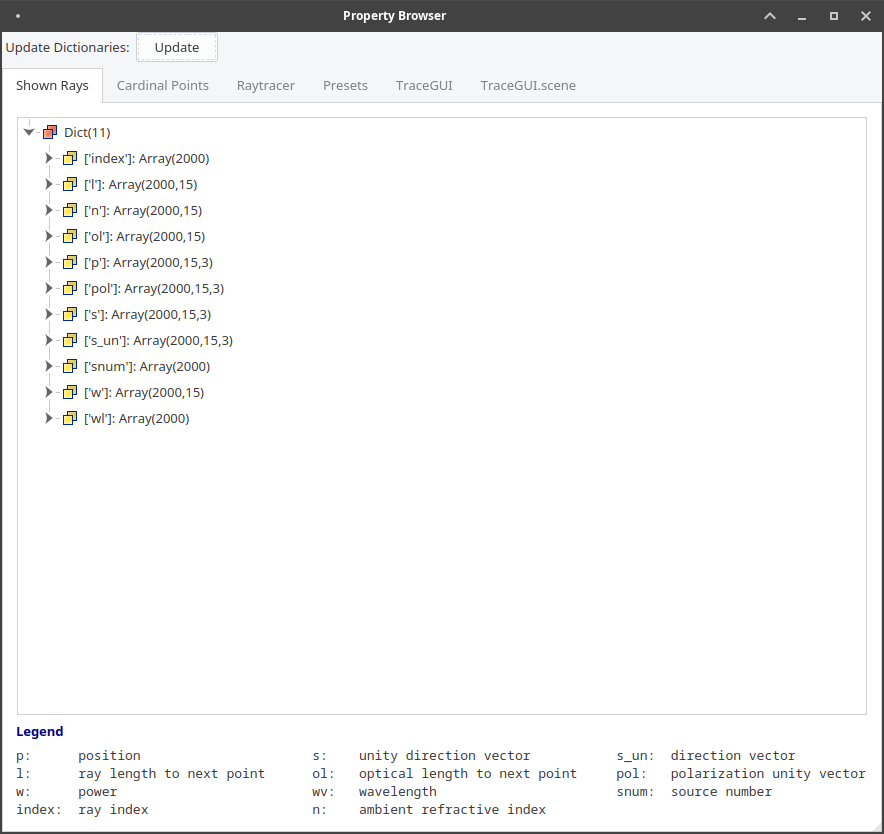 Property Browser
Update Dictionaries: Update
Shown Rays Cardinal Points Raytracer Presets TraceGUI TraceGUI.scene
Dict(11)
['index']: Array(2000)
['l']: Array(2000,15)
['n']: Array(2000,15)
['ol']: Array(2000,15)
['p']: Array(2000,15,3)
['pol']: Array(2000,15,3)
['s']: Array(2000,15,3)
['s_un']: Array(2000,15,3)
['snum']: Array(2000)
['w']: Array(2000,15)
['wl']: Array(2000)
Legend
p: position s: unity direction vector s_un: direction vector
l: ray length to next point ol: optical length to next point pol: polarization unity vector
w: power wv: wavelength snum: source number
index: ray index n: ambient refractive index